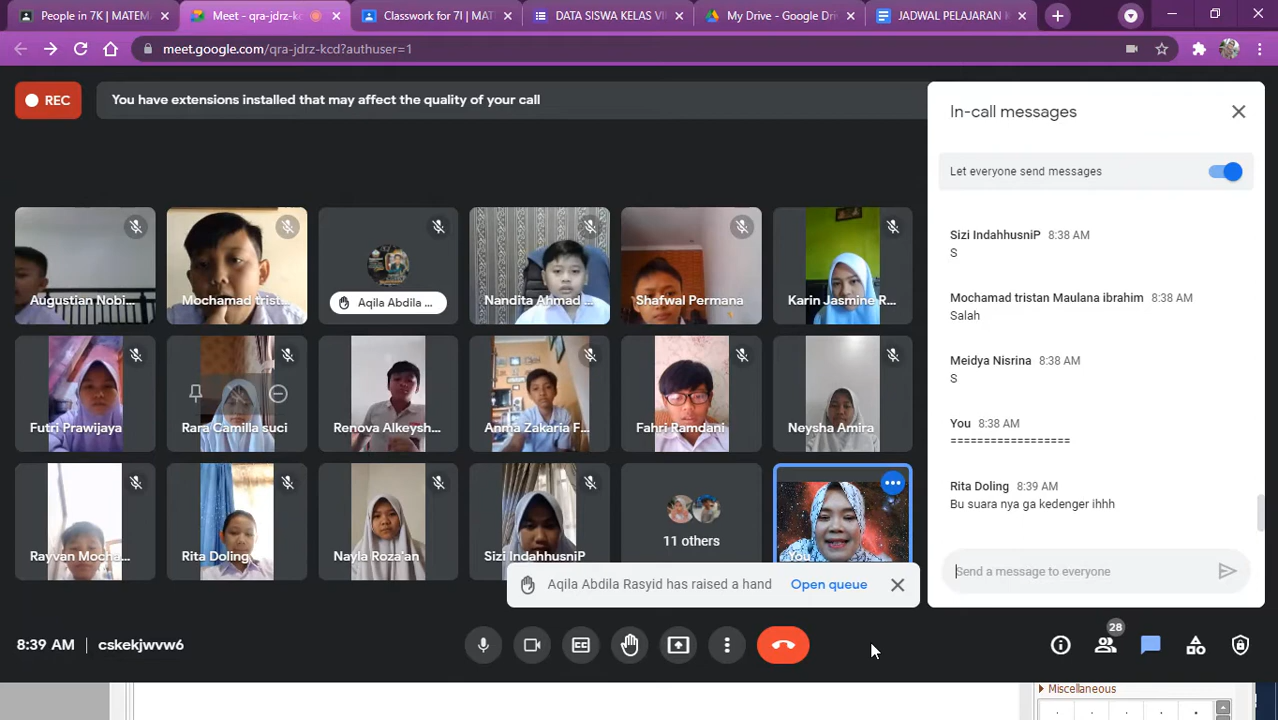 People in 7K | MATEM
Meet - qra-jdrz-kc
Classwork for 7I | MAT
DATA SISWA KELAS VI
My Drive - Google Dri
JADWAL PELAJARAN K
meet.google.com/qra-jdrz-kcd?authuser=1
REC
You have extensions installed that may affect the quality of your call
Augustian Nobi...
Mochamad trist...
Aqila Abdila ...
Nandita Ahmad ...
Shafwal Permana
Karin Jasmine R...
Futri Prawijaya
Rara Camilla suci
Renova Alkeysh...
Anma Zakaria F...
Fahri Ramdani
Neysha Amira
Rayvan Mocha...
Rita Doling
Nayla Roza'an
Sizi IndahhusniP
11 others
You
Aqila Abdila Rasyid has raised a hand
Open queue
In-call messages
Let everyone send messages
Sizi IndahhusniP 8:38 AM
S
Mochamad tristan Maulana ibrahim 8:38 AM
Salah
Meidya Nisrina 8:38 AM
S
You 8:38 AM
==================
Rita Doling 8:39 AM
Bu suara nya ga kedenger ihhh
Send a message to everyone
8:39 AM | cskekjwvw6
28
Miscellaneous